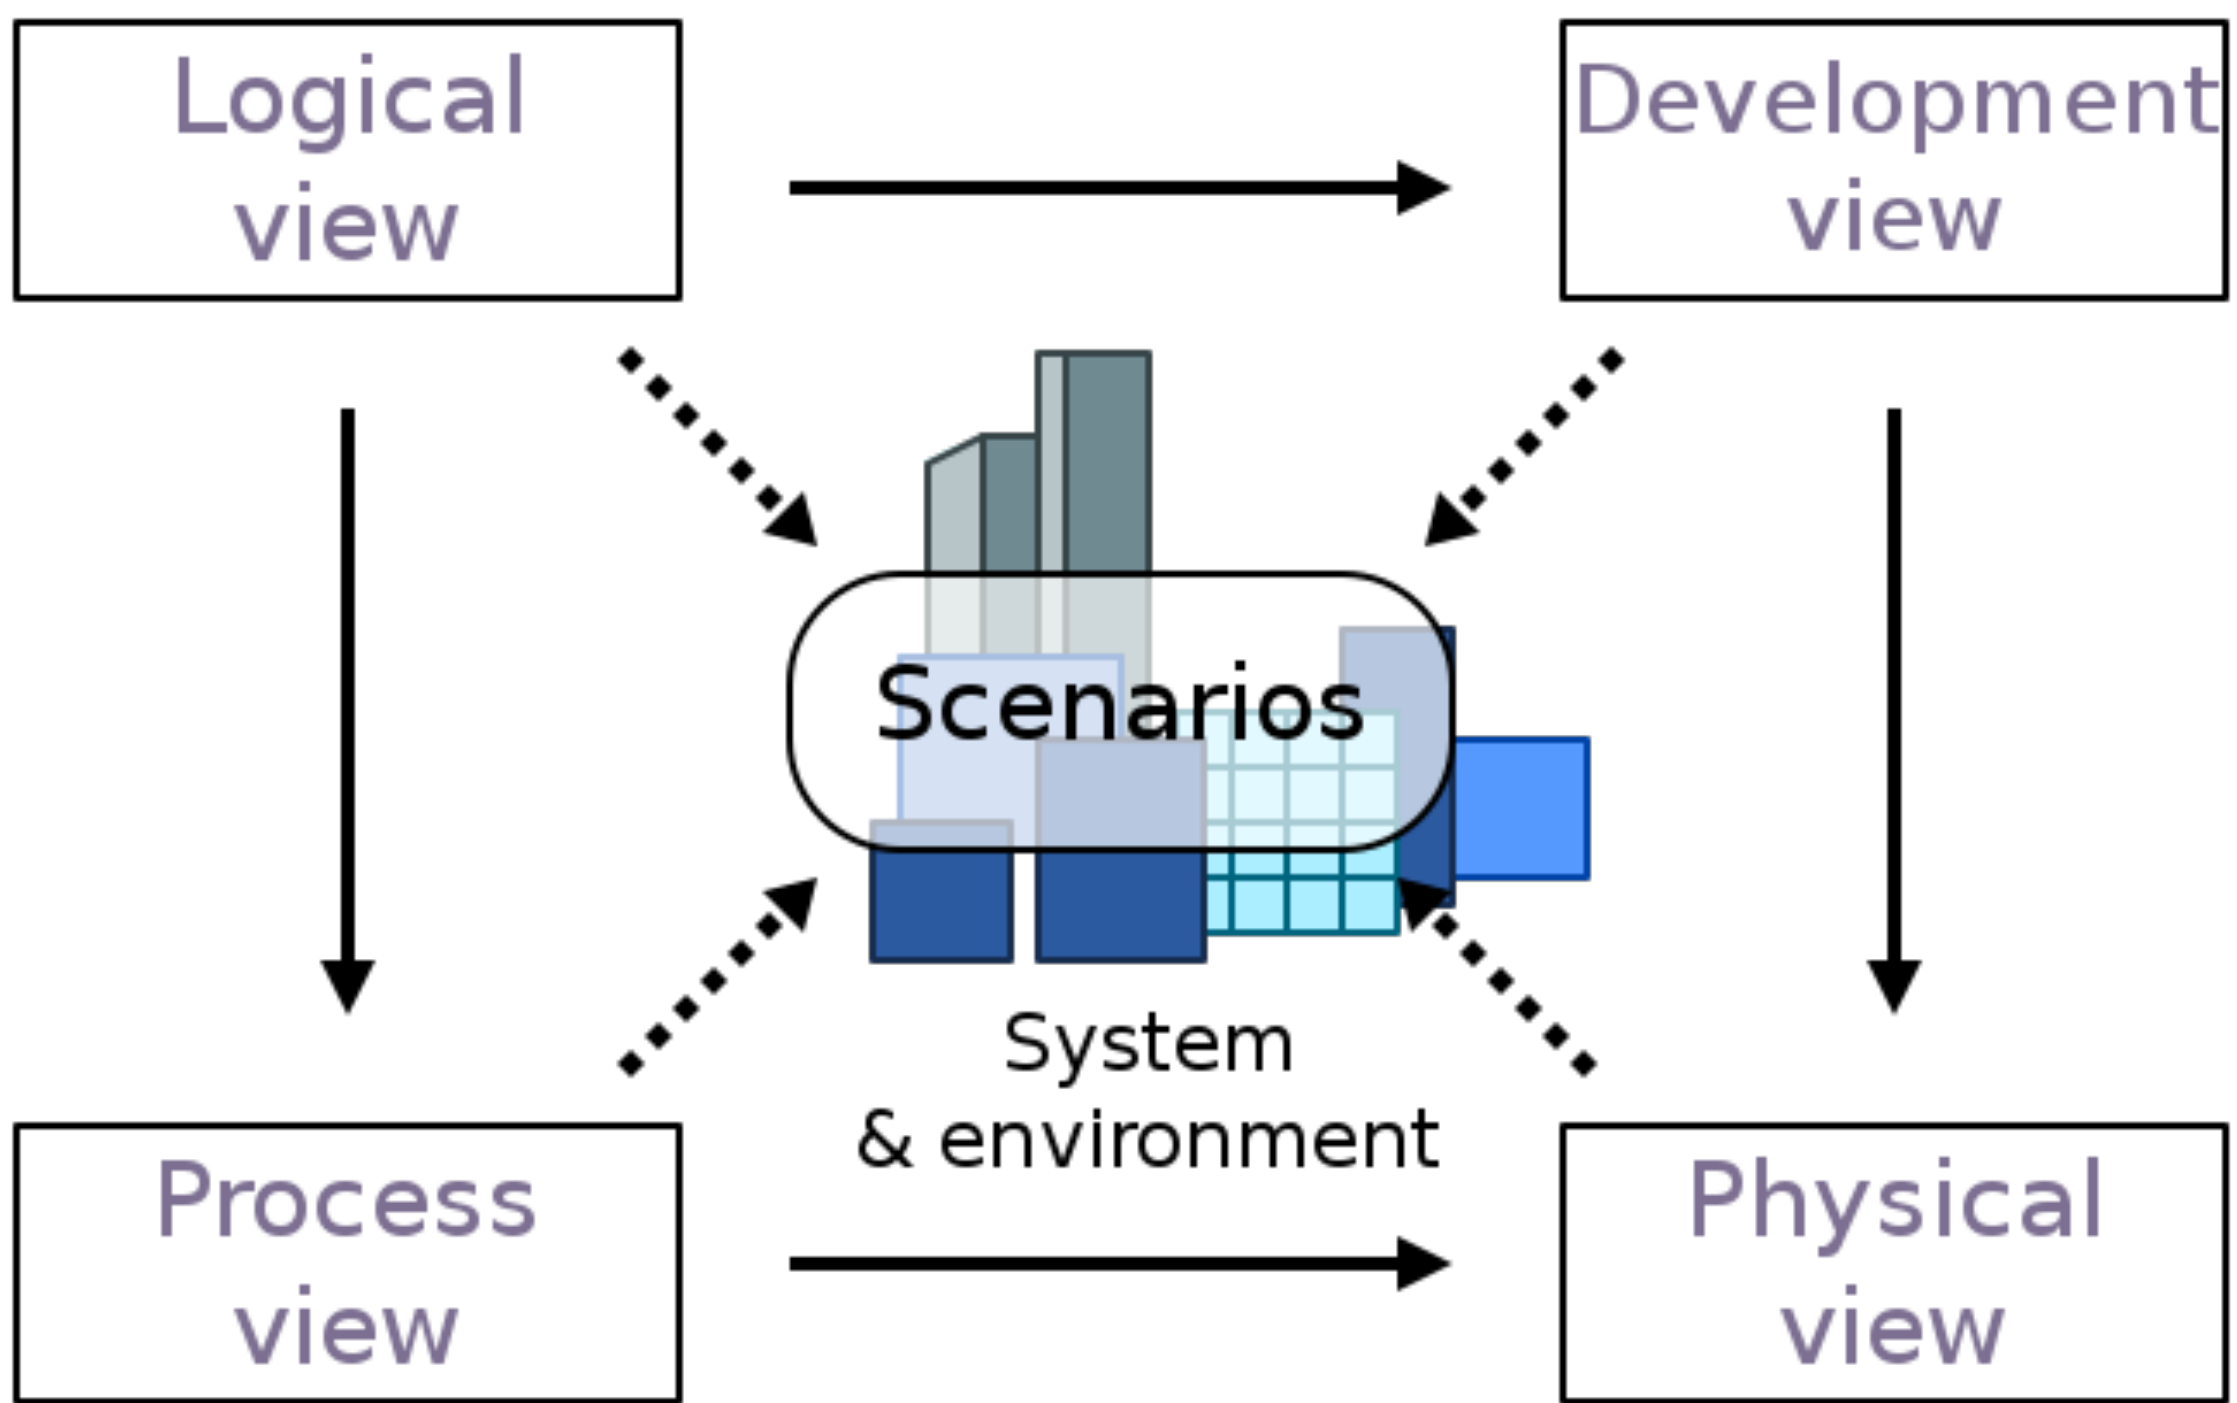 Logical
view
Development
view
Scenarios
System
& environment
Process
view
Physical
view